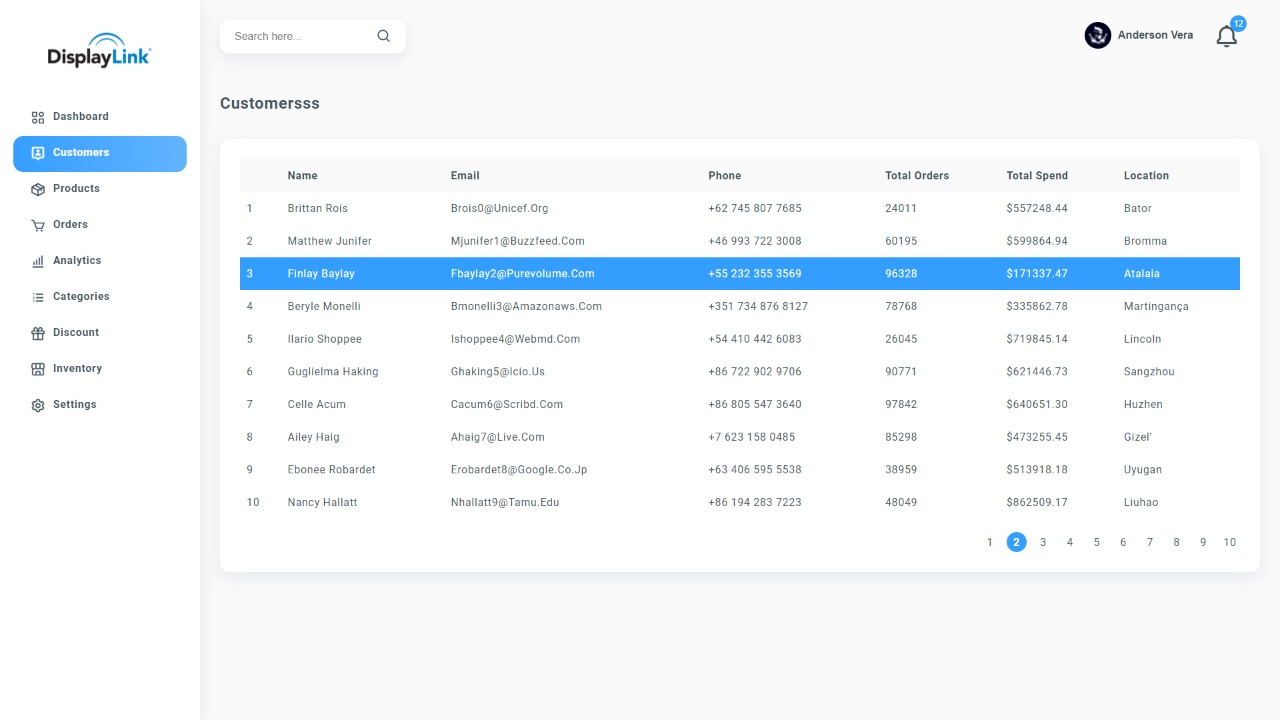 DisplayLink
Search here...
Anderson Vera
12
Dashboard
Customers
Products
Orders
Analytics
Categories
Discount
Inventory
Settings
Customersss
Name Email Phone Total Orders Total Spend Location
1 Brittan Rois Brois0@Unicef.Org +62 745 807 7685 24011 $557248.44 Bator
2 Matthew Junifer Mjunifer1@Buzzfeed.Com +46 993 722 3008 60195 $599864.94 Bromma
3 Finlay Baylay Fbaylay2@Purevolume.Com +55 232 355 3569 96328 $171337.47 Atalaia
4 Beryle Monelli Bmonelli3@Amazonaws.Com +351 734 876 8127 78768 $335862.78 Martingança
5 Ilario Shoppee Ishoppee4@Webmd.Com +54 410 442 6083 26045 $719845.14 Lincoln
6 Guglielma Haking Ghaking5@Icio.Us +86 722 902 9706 90771 $621446.73 Sangzhou
7 Celle Acum Cacum6@Scribd.Com +86 805 547 3640 97842 $640651.30 Huzhen
8 Ailey Haig Ahaig7@Live.Com +7 623 158 0485 85298 $473255.45 Gizel'
9 Ebonee Robardet Erobardet8@Google.Co.Jp +63 406 595 5538 38959 $513918.18 Uyugan
10 Nancy Hallatt Nhallatt9@Tamu.Edu +86 194 283 7223 48049 $862509.17 Liuhao
1 2 3 4 5 6 7 8 9 10